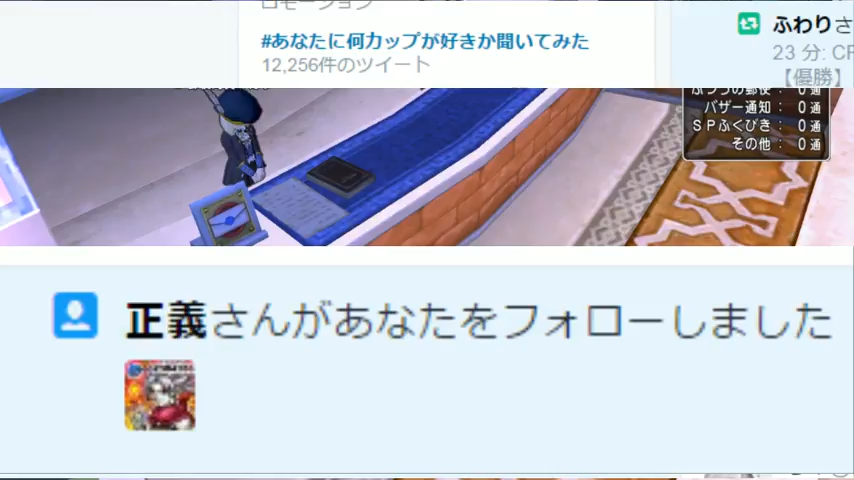 ロモーション
#あなたに何カップが好きか聞いてみた
12,256件のツイート
ふわりさ
23 分: CF
【優勝】
ふつうの郵便： 0通
バザー通知： 0通
ＳＰふくびき： 0通
その他： 0通
正義さんがあなたをフォローしました